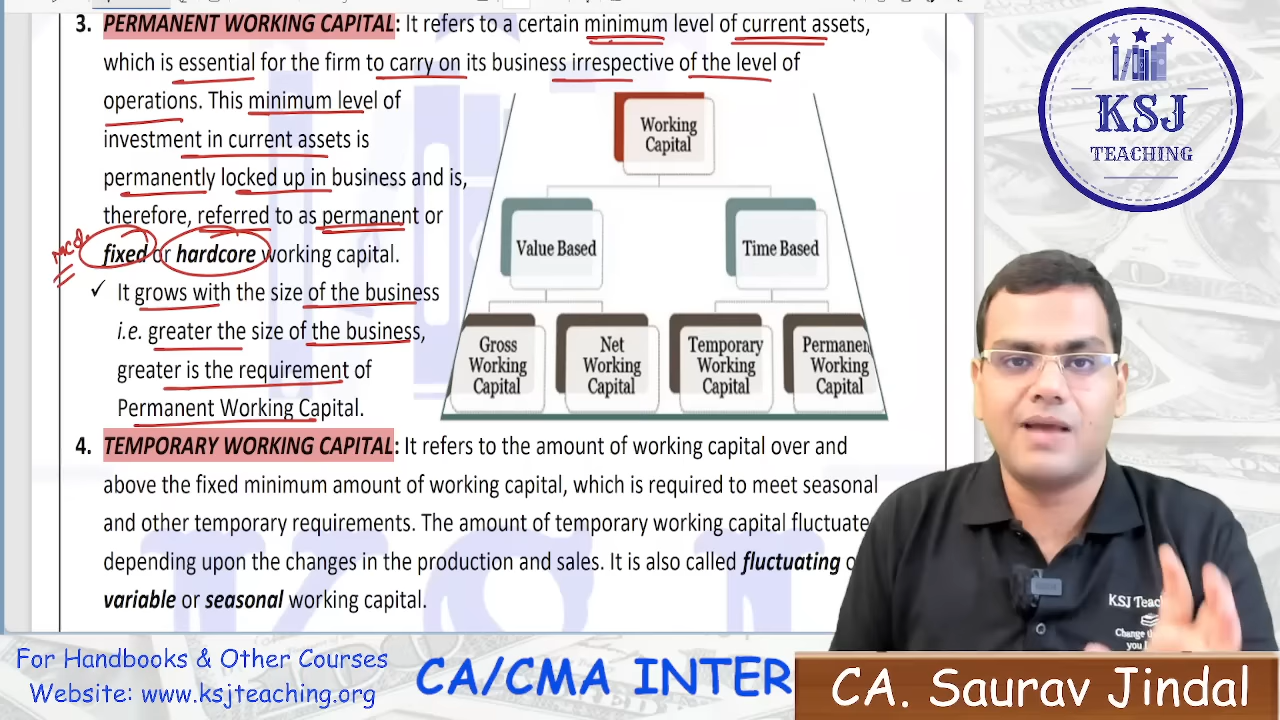 3. PERMANENT WORKING CAPITAL: It refers to a certain minimum level of current assets,
which is essential for the firm to carry on its business irrespective of the level of
operations. This minimum level of
investment in current assets is
permanently locked up in business and is,
therefore, referred to as permanent or
fixed or hardcore working capital.
✓ It grows with the size of the business
i.e. greater the size of the business,
greater is the requirement of
Permanent Working Capital.
MCQ.
Working
Capital
Value Based
Time Based
Gross
Working
Capital
Net
Working
Capital
Temporary
Working
Capital
Permanen
Working
Capital
4. TEMPORARY WORKING CAPITAL: It refers to the amount of working capital over and
above the fixed minimum amount of working capital, which is required to meet seasonal
and other temporary requirements. The amount of temporary working capital fluctuate
depending upon the changes in the production and sales. It is also called fluctuating o
variable or seasonal working capital.
KSJ
TEACHING
KSJ Teac
Change t
you
For Handbooks & Other Courses
Website: www.ksjteaching.org
CA/CMA INTER
CA. Saurav Jindal